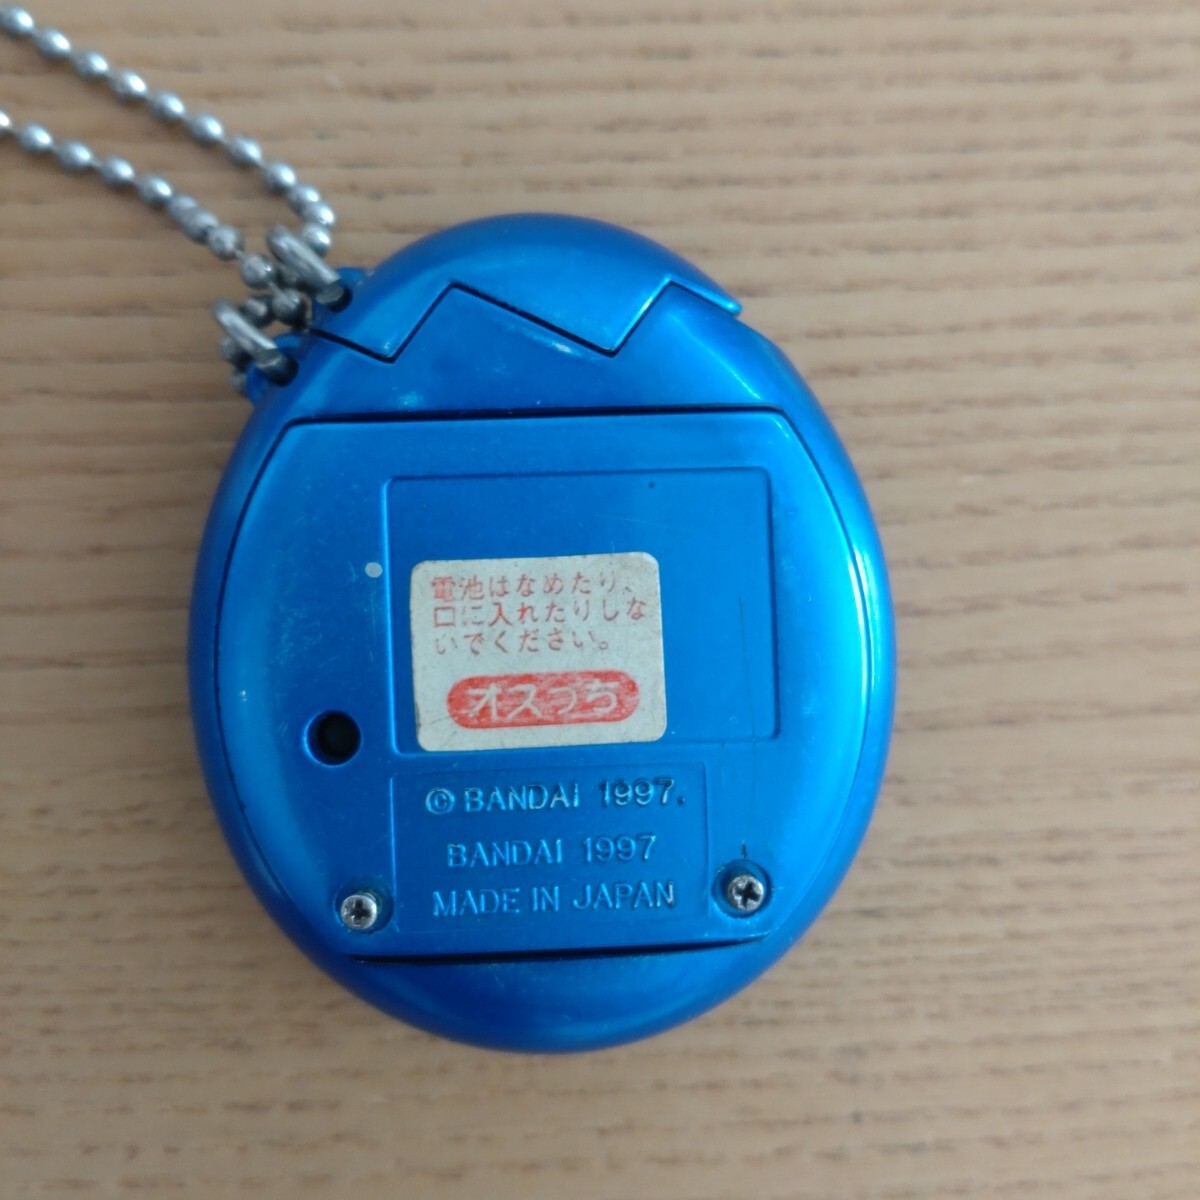 電池はなめたり、
口に入れたりしな
いでください。
オスっち
© BANDAI 1997.
BANDAI 1997
MADE IN JAPAN